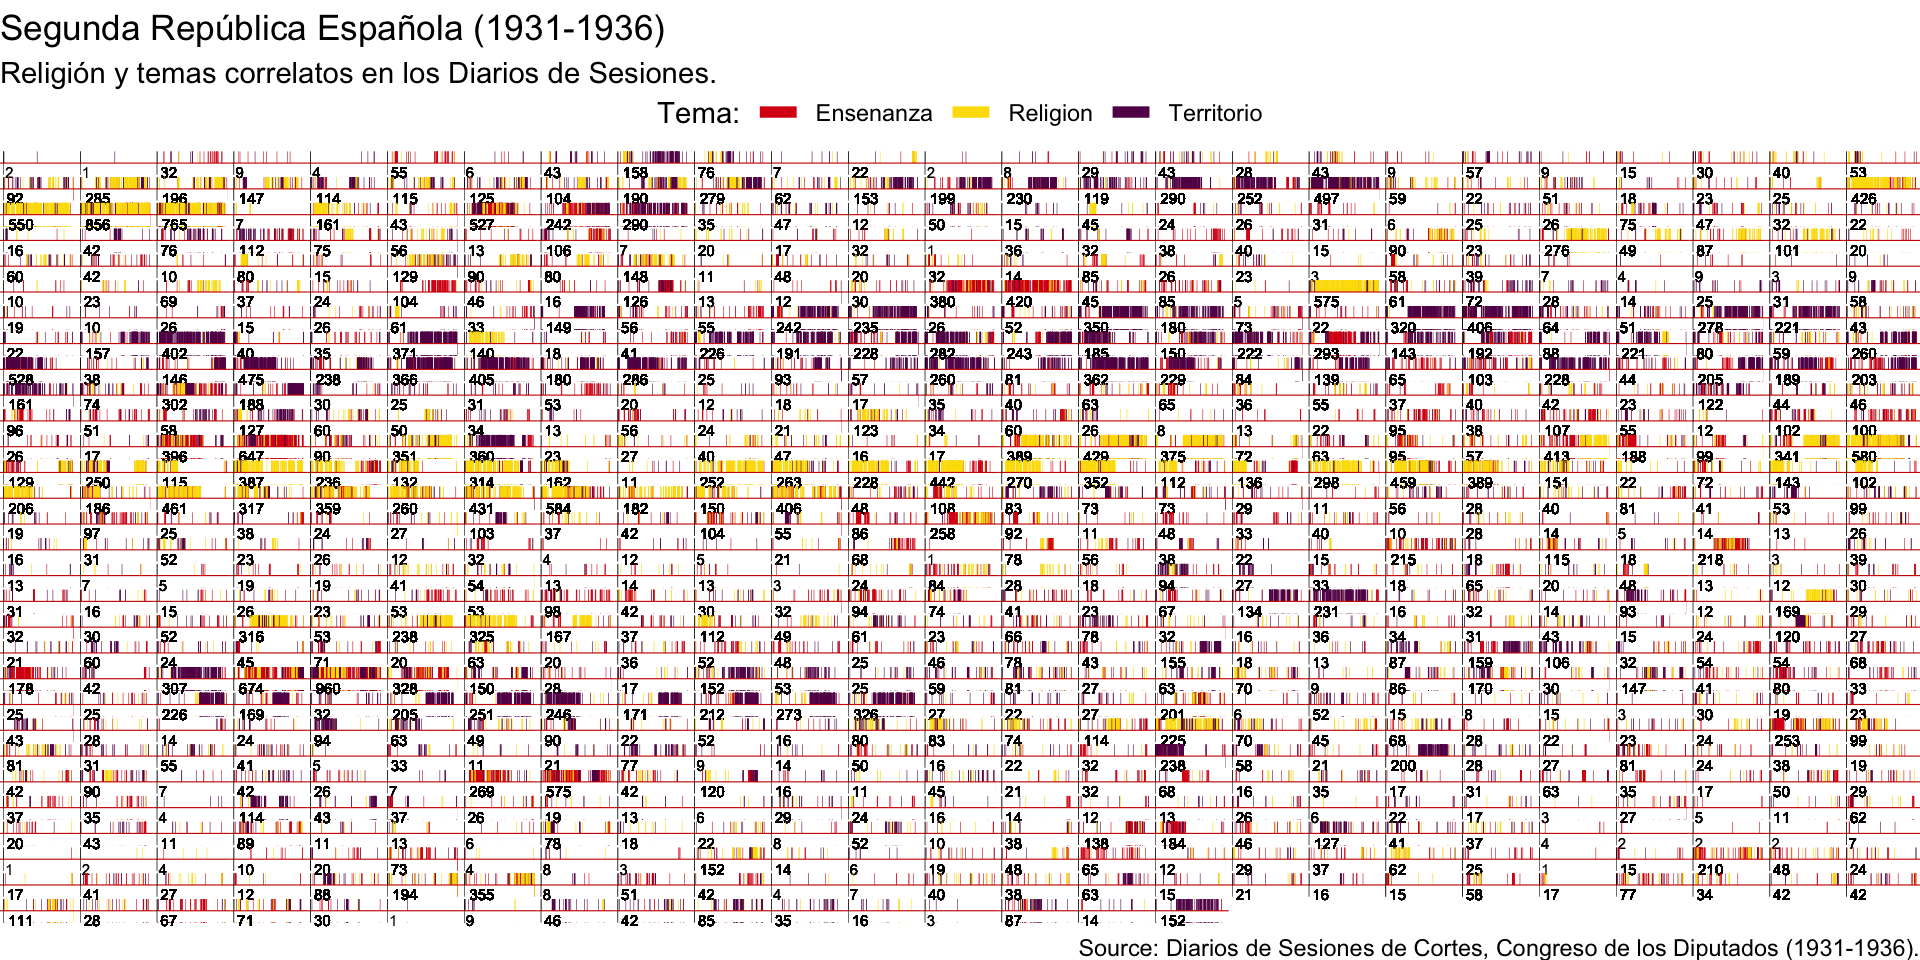 Segunda República Española (1931-1936)
Religión y temas correlatos en los Diarios de Sesiones.
Tema: Ensenanza Religion Territorio
2 1 32 9 4 55 6 43 158 76 7 22 2 8 29 43 28 43 9 57 9 15 30 40 53
92 285 196 147 114 115 125 104 190 279 62 153 199 230 119 290 252 497 59 22 51 18 23 25 426
550 856 765 7 161 43 527 242 290 35 47 12 50 15 45 24 26 31 6 25 26 75 47 32 22
16 42 76 112 75 56 13 106 7 20 17 32 1 36 32 38 40 15 90 23 276 49 87 101 20
60 42 10 80 15 129 90 80 148 11 48 20 32 14 85 26 23 3 58 39 7 4 9 3 9
10 23 69 37 24 104 46 16 126 13 12 30 380 420 45 85 5 575 61 72 28 14 25 31 58
19 10 26 15 26 61 33 149 56 55 242 235 26 52 350 180 73 22 320 406 64 51 278 221 43
22 157 402 40 35 371 140 18 41 226 191 228 282 243 185 150 222 293 143 192 88 221 80 59 260
528 38 146 475 238 366 405 180 286 25 93 57 260 81 362 229 84 139 65 103 228 44 205 189 203
161 74 302 188 30 25 31 53 20 12 18 17 35 40 63 65 36 55 37 40 42 23 122 44 46
96 51 58 127 60 50 34 13 56 24 21 123 34 60 26 8 13 22 95 38 107 55 12 102 100
26 17 396 647 90 351 360 23 27 40 47 16 17 389 429 375 72 63 95 57 413 188 99 341 580
129 250 115 387 236 132 314 162 11 252 263 228 442 270 352 112 136 298 459 389 151 22 72 143 102
206 186 461 317 359 260 431 584 182 150 406 48 108 83 73 73 29 11 56 28 40 81 41 53 99
19 97 25 38 24 27 103 37 42 104 55 86 258 92 11 48 33 40 10 28 14 5 14 13 26
16 31 52 23 26 12 32 4 12 5 21 68 1 78 56 38 22 15 215 18 115 18 218 3 39
13 7 5 19 19 41 54 13 14 13 3 24 84 28 18 94 27 33 18 65 20 48 13 12 30
31 16 15 26 23 53 53 98 42 30 32 94 74 41 23 67 134 231 16 32 14 93 12 169 29
32 30 52 316 53 238 325 167 37 112 49 61 23 66 78 32 16 36 34 31 43 15 24 120 27
21 60 24 45 71 20 63 20 36 52 48 25 46 78 43 155 18 13 87 159 106 32 54 54 68
178 42 307 674 960 328 150 28 17 152 53 25 59 81 27 63 70 9 86 170 30 147 41 80 33
25 25 226 169 32 205 251 246 171 212 273 326 27 22 27 201 6 52 15 8 15 3 30 19 23
43 28 14 24 94 63 49 90 22 52 16 80 83 74 114 225 70 45 68 28 22 23 24 253 99
81 31 55 41 5 33 11 21 77 9 14 50 16 22 32 238 58 21 200 28 27 81 24 38 19
42 90 7 42 26 7 269 575 42 120 16 11 45 21 32 68 16 35 17 31 63 35 17 50 29
37 35 4 114 43 37 26 19 13 6 29 24 16 14 12 13 26 6 22 17 3 27 5 11 62
20 43 11 89 11 13 6 78 18 22 8 52 10 38 138 184 46 127 41 37 4 2 2 2 7
1 2 4 10 20 73 4 8 3 152 14 6 19 48 65 12 29 37 62 25 1 15 210 48 24
17 41 27 12 88 194 355 8 51 42 4 7 40 38 63 15 21 16 15 58 17 77 34 42 42
111 28 67 71 30 1 9 46 42 85 35 16 3 87 14 152
Source: Diarios de Sesiones de Cortes, Congreso de los Diputados (1931-1936).